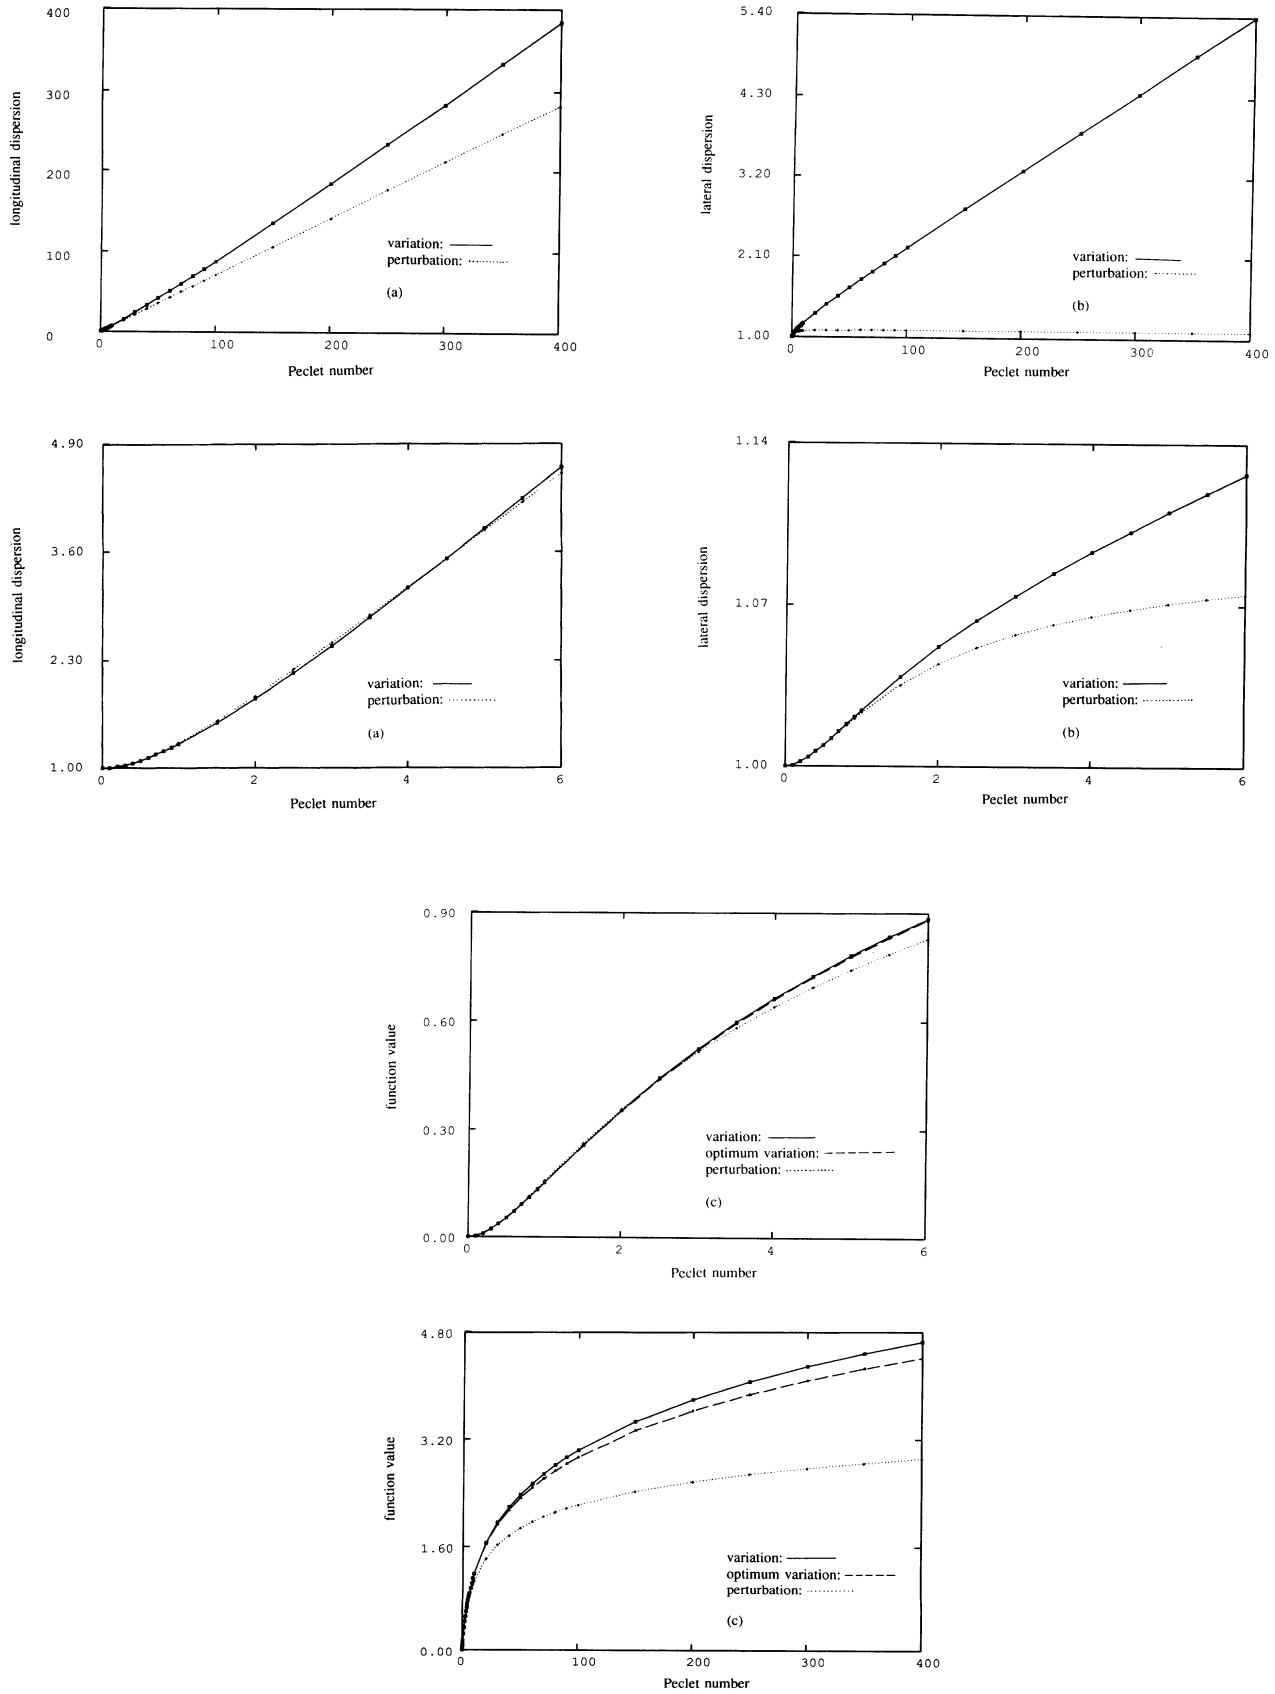 400
300
200
100
0
longitudinal dispersion
variation:
perturbation:
(a)
0
100
200
300
400
Peclet number
5.40
4.30
3.20
2.10
1.00
lateral dispersion
variation:
perturbation:
(b)
0
100
200
300
400
Peclet number
4.90
3.60
2.30
1.00
longitudinal dispersion
variation:
perturbation:
(a)
0
2
4
6
Peclet number
1.14
1.07
1.00
lateral dispersion
variation:
perturbation:
(b)
0
2
4
6
Peclet number
0.90
0.60
0.30
0.00
function value
variation:
optimum variation:
perturbation:
(c)
0
2
4
6
Peclet number
4.80
3.20
1.60
0.00
function value
variation:
optimum variation:
perturbation:
(c)
0
100
200
300
400
Peclet number